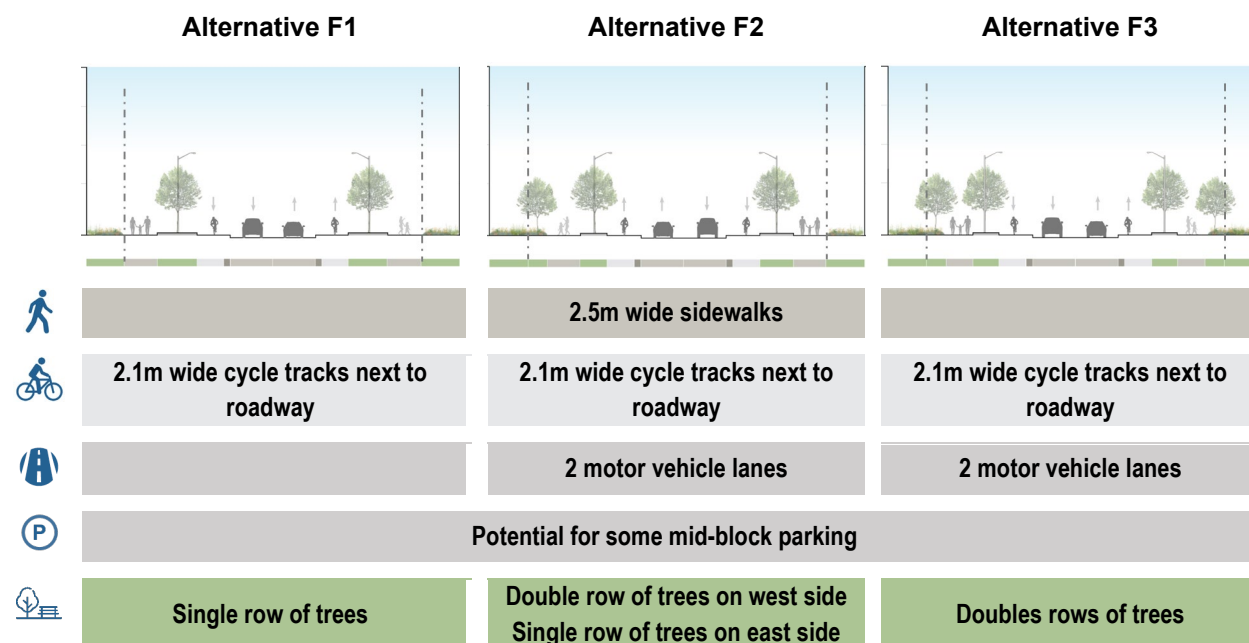 Alternative F1
Alternative F2
Alternative F3
2.5m wide sidewalks
2.1m wide cycle tracks next to
roadway
2.1m wide cycle tracks next to
roadway
2.1m wide cycle tracks next to
roadway
2 motor vehicle lanes
2 motor vehicle lanes
P
Potential for some mid-block parking
Single row of trees
Double row of trees on west side
Single row of trees on east side
Doubles rows of trees